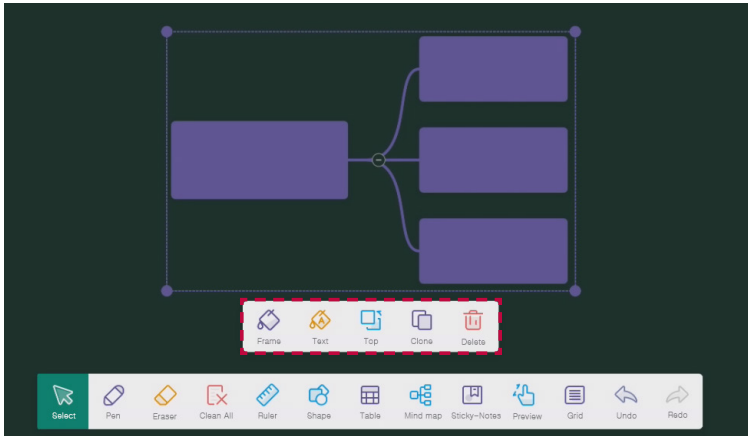 Frame Text Top Clone Delete
Select Pen Eraser Clean All Ruler Shape Table Mind map Sticky-Notes Preview Grid Undo Redo